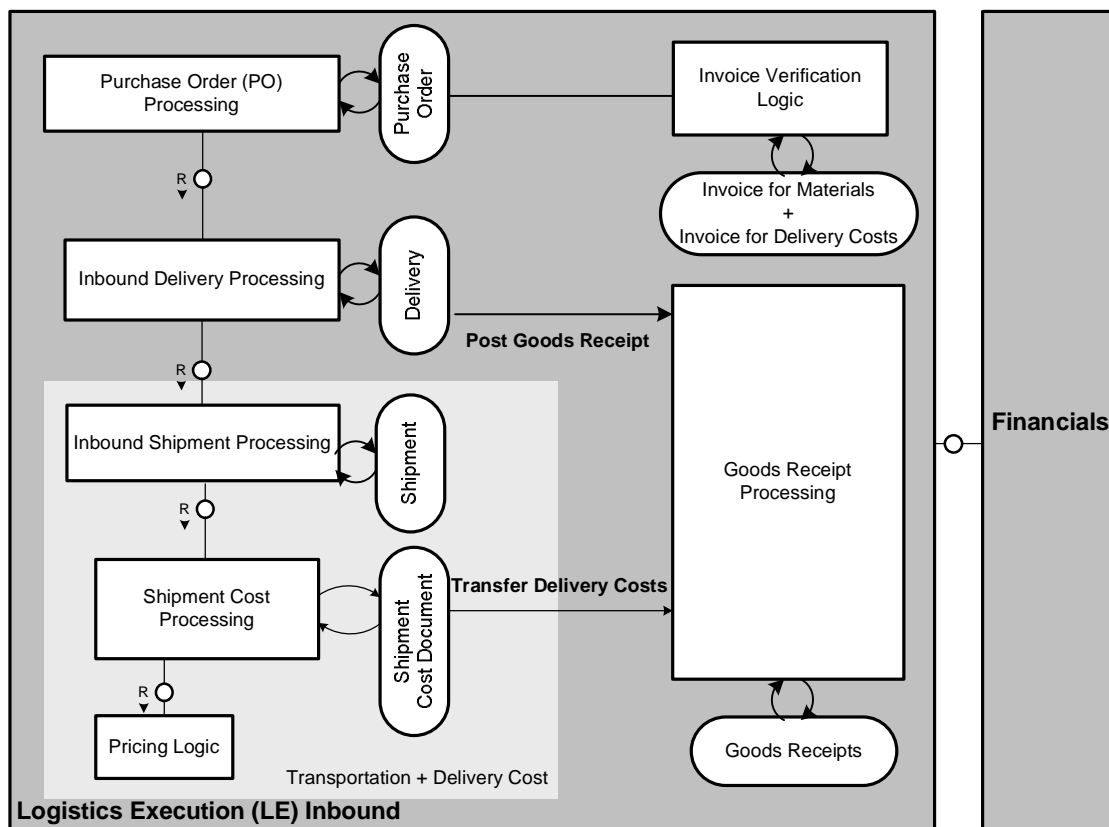 Purchase Order (PO)
Processing
Purchase
Order
Invoice Verification
Logic
R
Invoice for Materials
+
Invoice for Delivery Costs
Inbound Delivery Processing
Delivery
Post Goods Receipt
R
Inbound Shipment Processing
Shipment
Goods Receipt
Processing
Financials
R
Shipment Cost
Processing
Shipment
Cost Document
Transfer Delivery Costs
R
Pricing Logic
Goods Receipts
Transportation + Delivery Cost
Logistics Execution (LE) Inbound